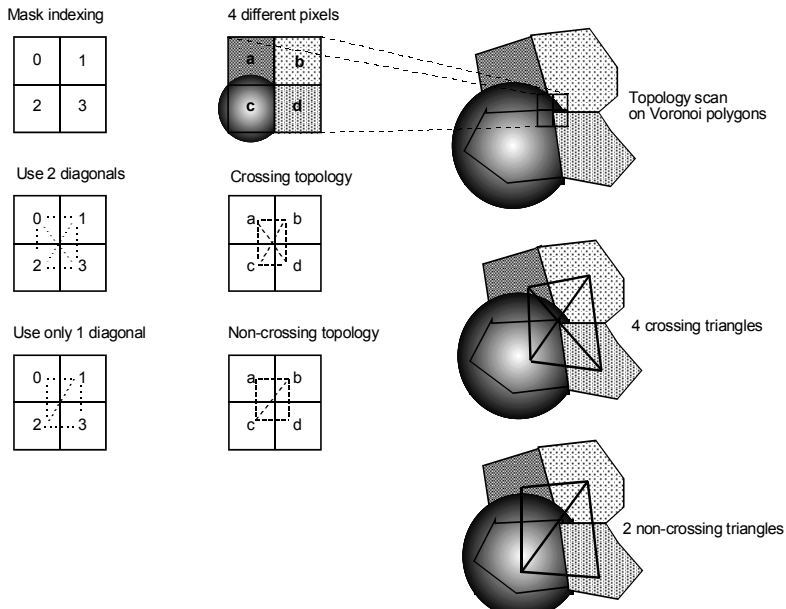 Mask indexing
4 different pixels
0 1
2 3
a b
c d
Topology scan
on Voronoi polygons
Use 2 diagonals
Crossing topology
0 1
2 3
a b
c d
4 crossing triangles
Use only 1 diagonal
Non-crossing topology
0 1
2 3
a b
c d
2 non-crossing triangles